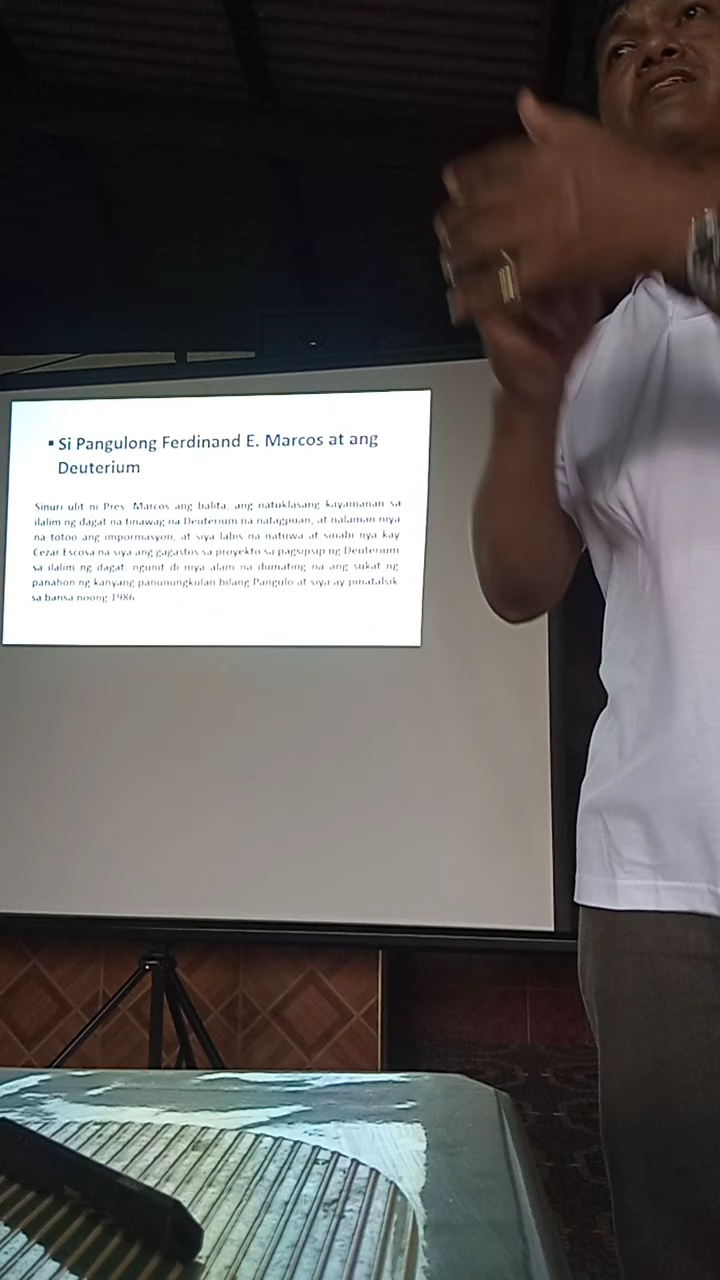 ▪ Si Pangulong Ferdinand E. Marcos at ang
Deuterium
Sinuri ulit ni Pres. Marcos ang balita, ang natuklasang kayamanan sa
ilalim ng dagat na tinawag na Deuterium na natagpuan, at nalaman niya
na totoo ang impormasyon, at siya labis na natuwa at sinabi nya kay
Cezar Escosa na siya ang gagastos sa proyekto sa pagsipsip ng Deuterium
sa ilalim ng dagat, ngunit di niya alam na dumating na ang sukat ng
panahon ng kanyang panunungkulan bilang Pangulo at siya ay pinatalsik
sa bansa noong 1986